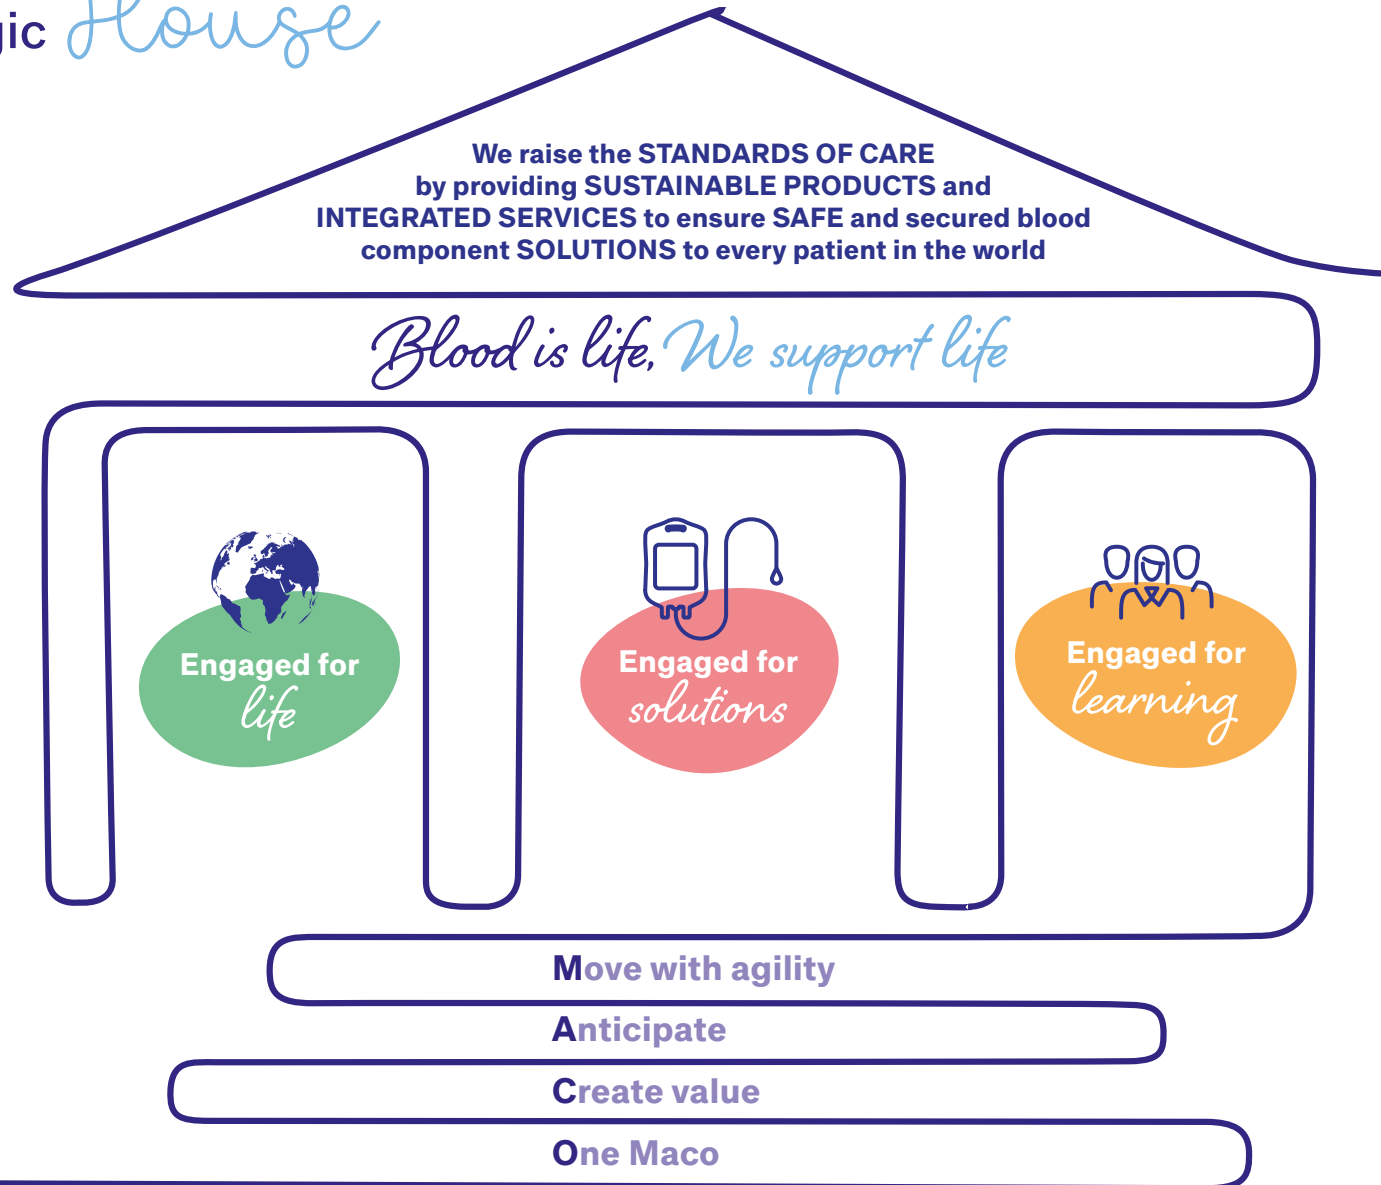 gic House
We raise the STANDARDS OF CARE
by providing SUSTAINABLE PRODUCTS and
INTEGRATED SERVICES to ensure SAFE and secured blood
component SOLUTIONS to every patient in the world
Blood is life, We support life
Engaged for
life
Engaged for
solutions
Engaged for
learning
Move with agility
Anticipate
Create value
One Maco